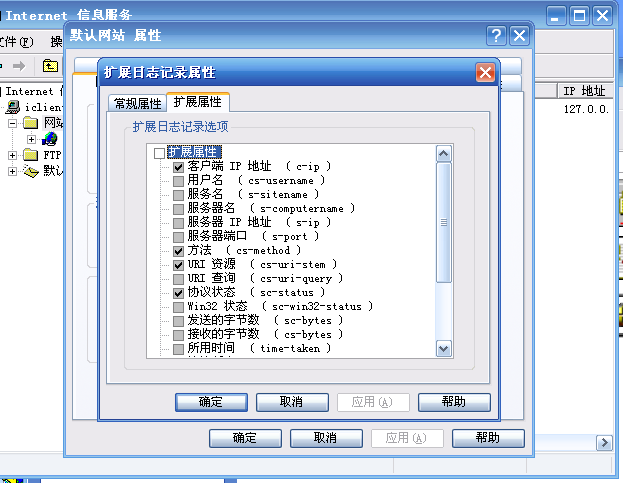 Internet 信息服务
默认网站 属性
扩展日志记录属性
常规属性 扩展属性
扩展日志记录选项
扩展属性
客户端 IP 地址 ( c-ip )
用户名 ( cs-username )
服务名 ( s-sitename )
服务器名 ( s-computername )
服务器 IP 地址 ( s-ip )
服务器端口 ( s-port )
方法 ( cs-method )
URI 资源 ( cs-uri-stem )
URI 查询 ( cs-uri-query )
协议状态 ( sc-status )
Win32 状态 ( sc-win32-status )
发送的字节数 ( sc-bytes )
接收的字节数 ( cs-bytes )
所用时间 ( time-taken )
确定 取消 应用(A) 帮助
确定 取消 应用(A) 帮助
文件(F) 操
Internet 信
iclient
网站
FTP
默认
IP 地址
127.0.0.